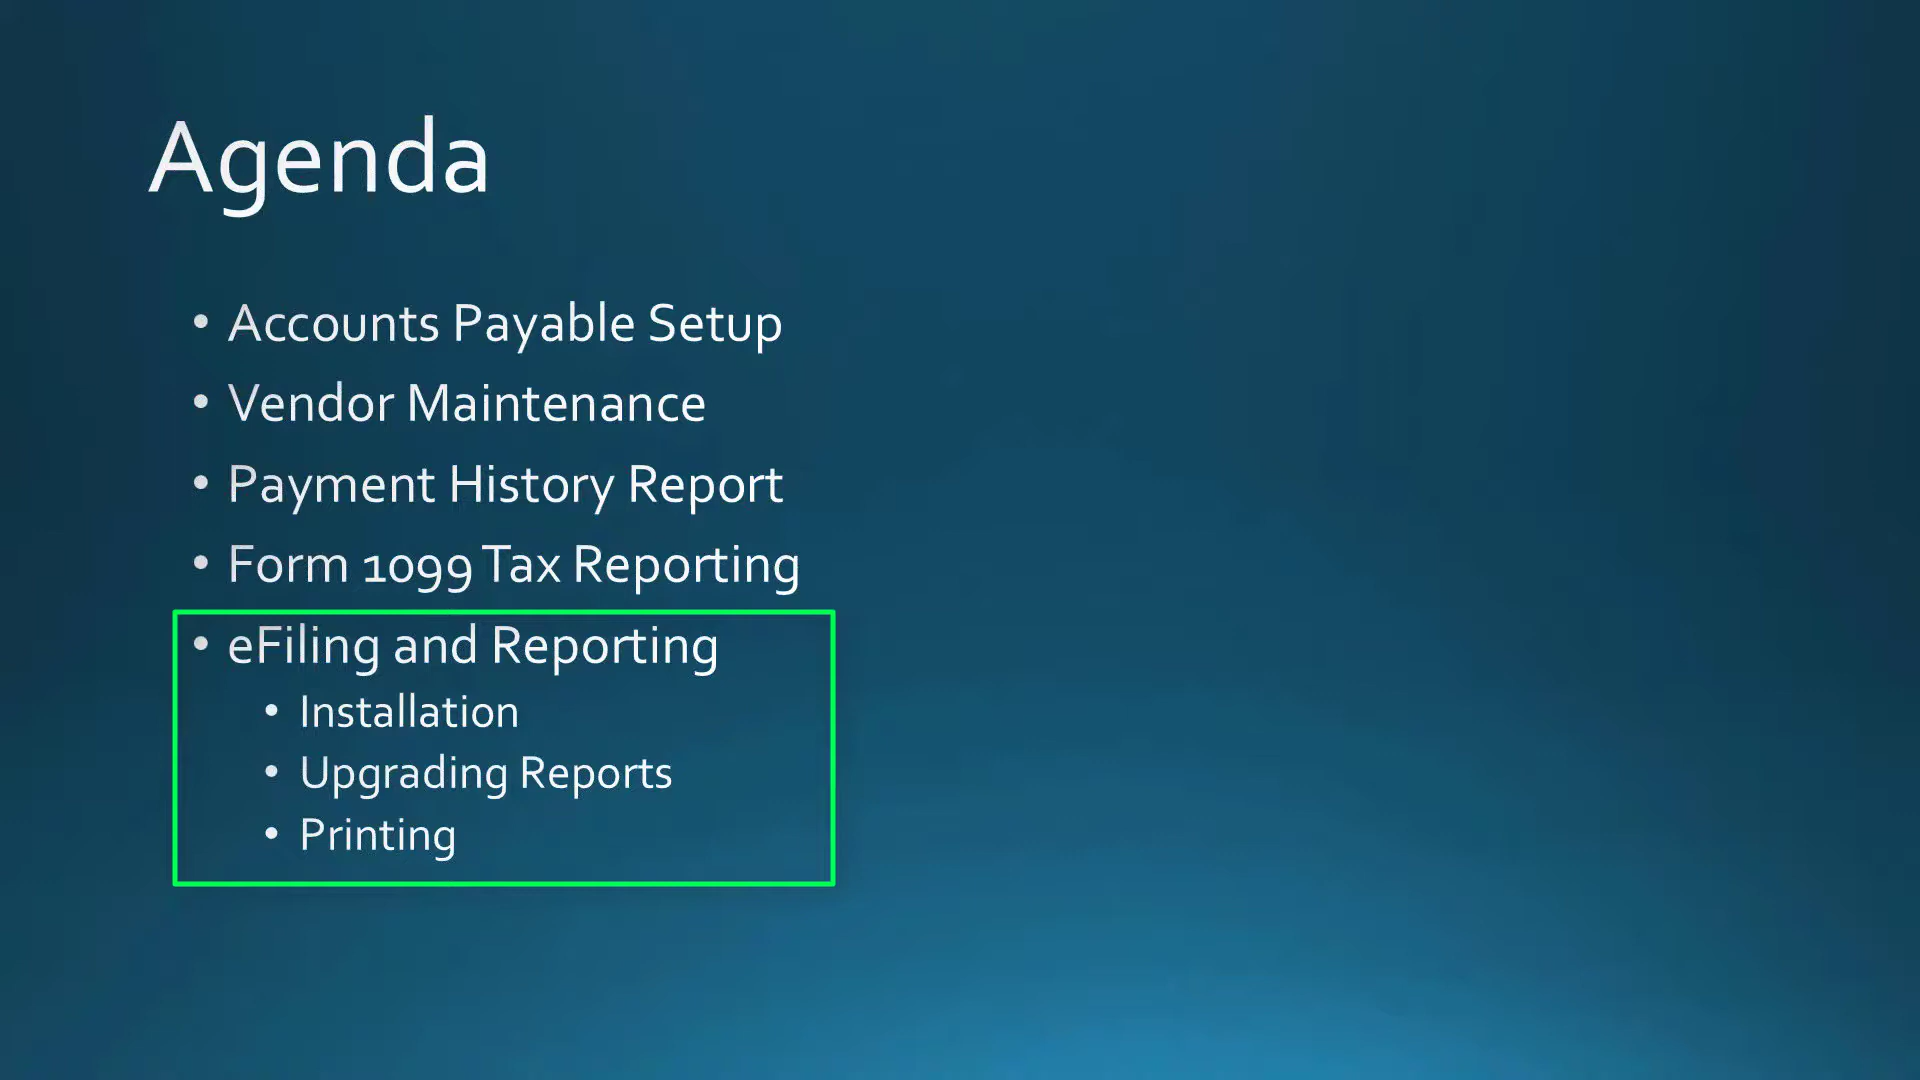 Agenda
• Accounts Payable Setup
• Vendor Maintenance
• Payment History Report
• Form 1099 Tax Reporting
• eFiling and Reporting
• Installation
• Upgrading Reports
• Printing